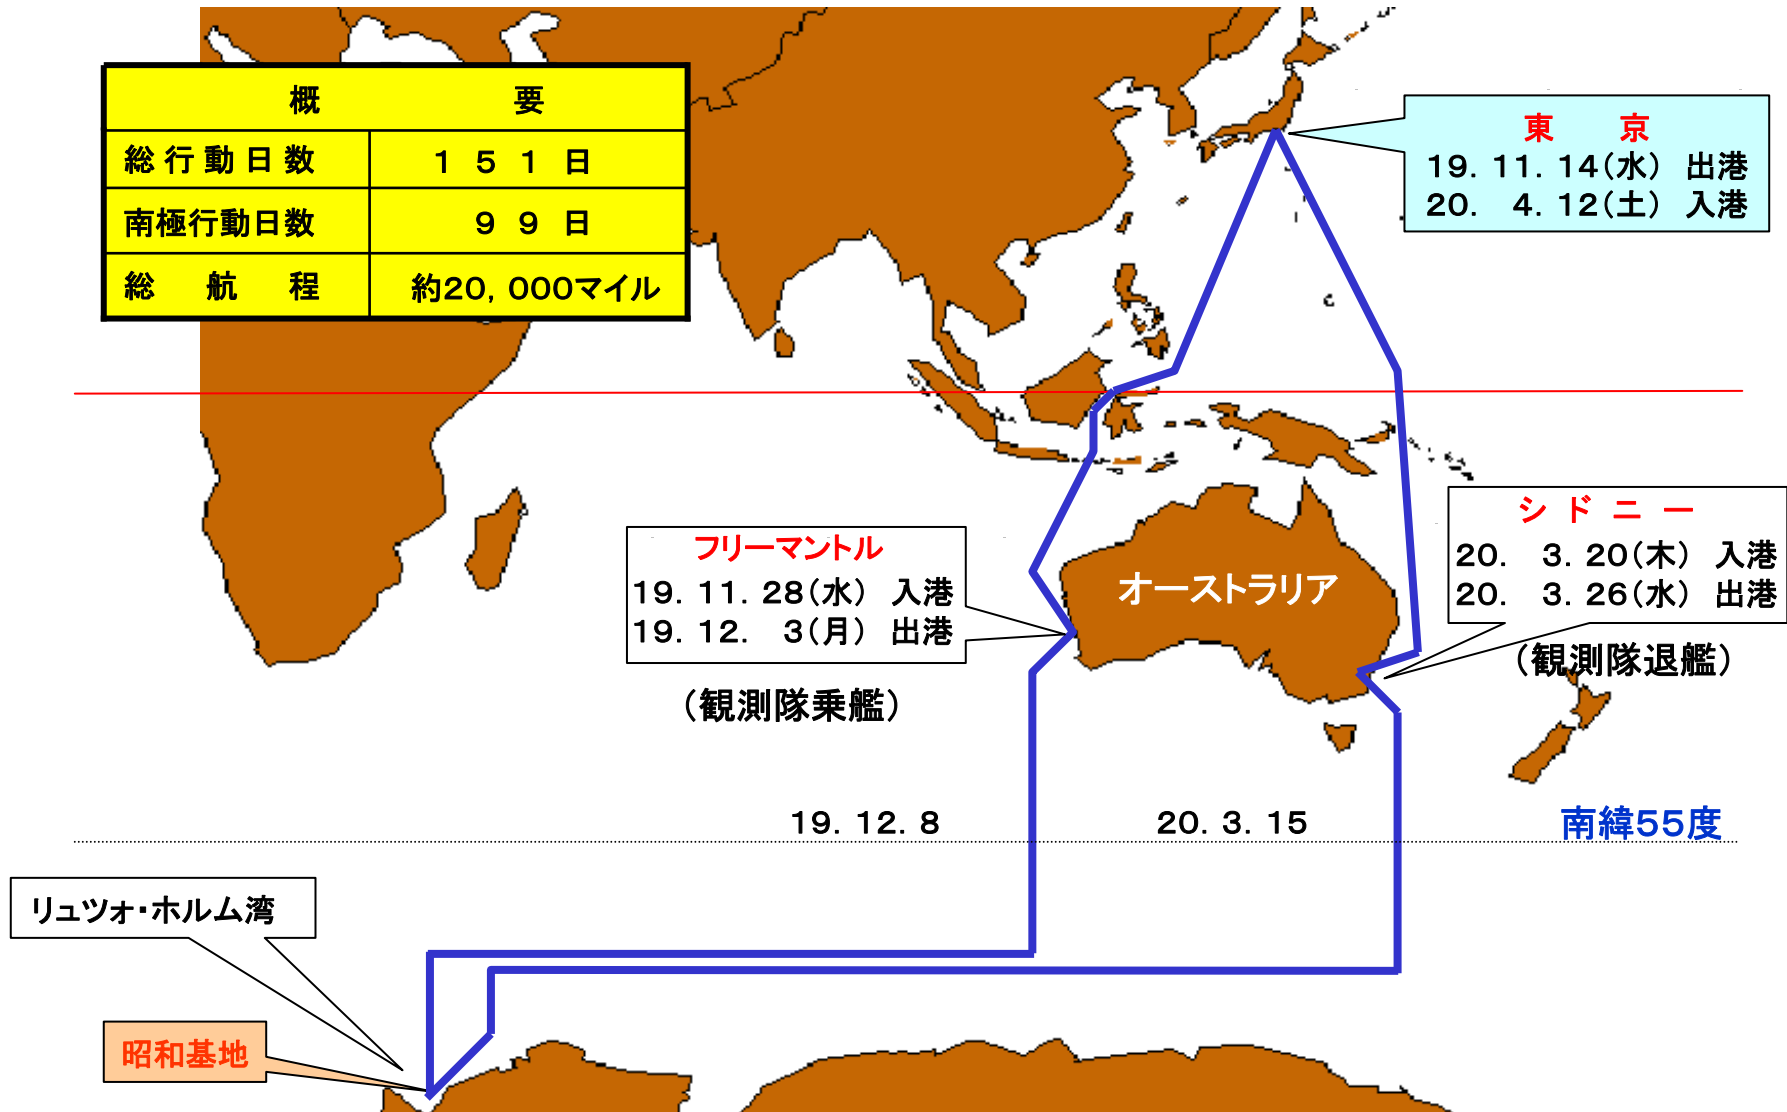 概　要
総行動日数　１５１日
南極行動日数　９９日
総航程　約20，000マイル
東　京
19．11．14(水)　出港
20．　4．12(土)　入港
フリーマントル
19．11．28(水)　入港
19．12．　3(月)　出港
(観測隊乗艦)
オーストラリア
シドニー
20．　3．20(木)　入港
20．　3．26(水)　出港
(観測隊退艦)
19．12．8
20．3．15
南緯55度
リュツォ・ホルム湾
昭和基地